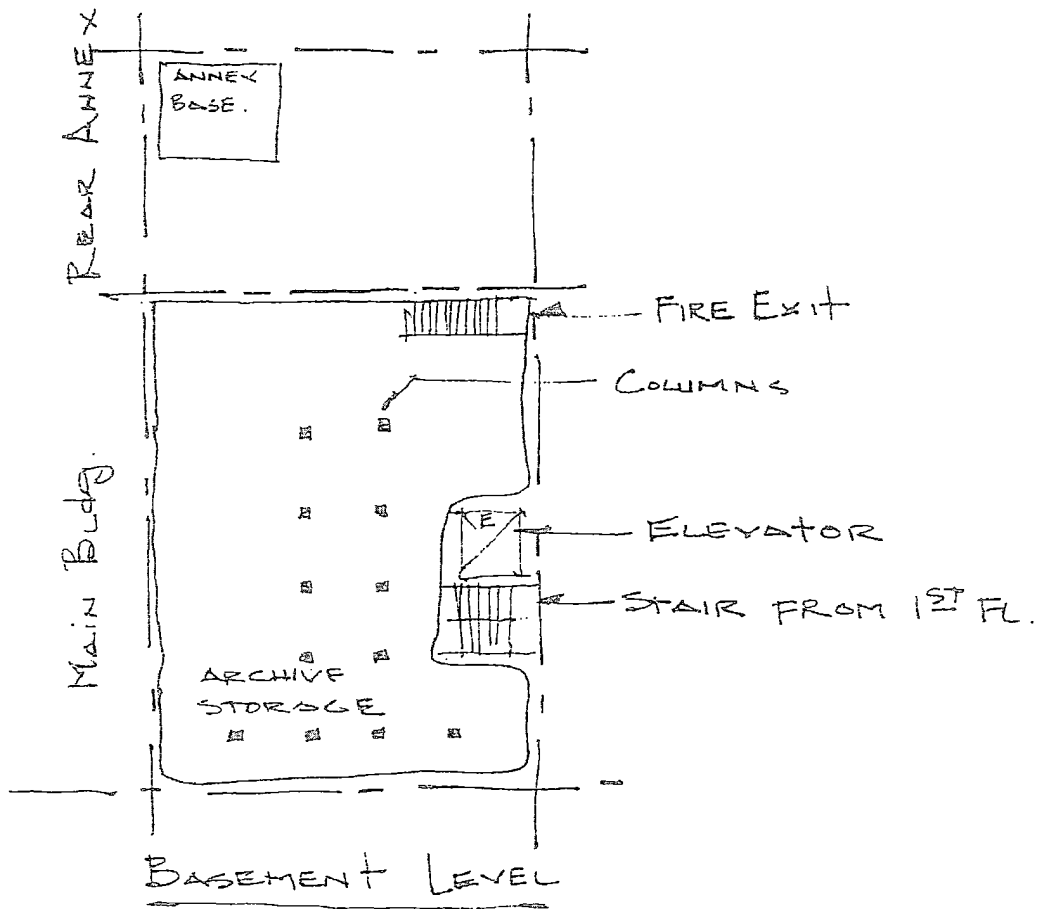 REAR ANNEX
ANNEX
BASE.
FIRE EXIT
COLUMNS
E
ELEVATOR
STAIR FROM 1ST FL.
Main Bldg.
ARCHIVE
STORAGE
BASEMENT LEVEL